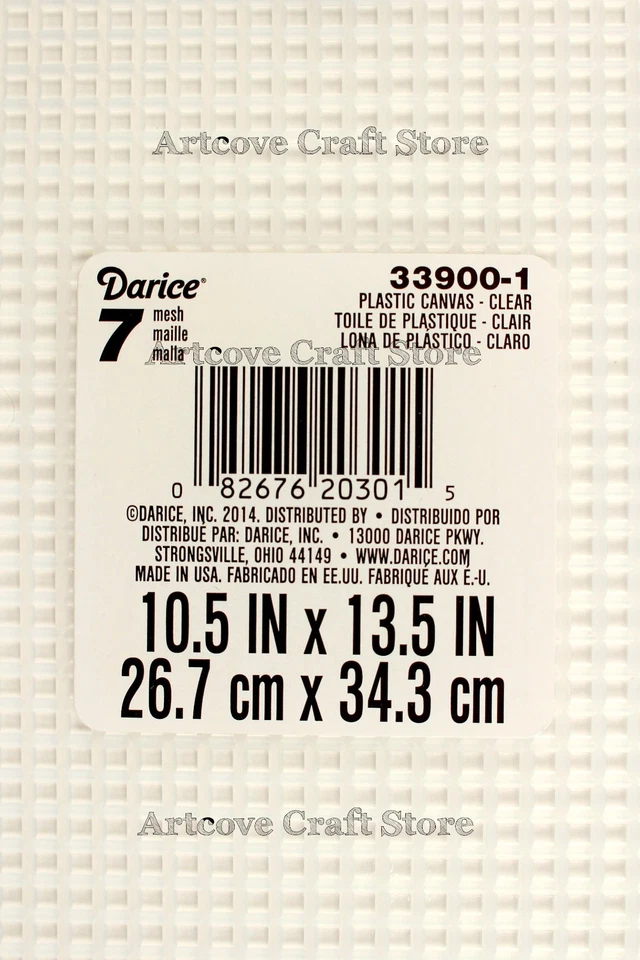 Artcove Craft Store
Darice®
33900-1
7 mesh
maille
malla
PLASTIC CANVAS - CLEAR
TOILE DE PLASTIQUE - CLAIR
LONA DE PLÁSTICO - CLARO
Artcove Craft Store
0 82676 20301 5
©DARICE, INC. 2014. DISTRIBUTED BY • DISTRIBUIDO POR
DISTRIBUÉ PAR: DARICE, INC. • 13000 DARICE PKWY.
STRONGSVILLE, OHIO 44149 • WWW.DARICE.COM
MADE IN USA. FABRICADO EN EE.UU. FABRIQUÉ AUX É.-U.
10.5 IN x 13.5 IN
26.7 cm x 34.3 cm
Artcove Craft Store